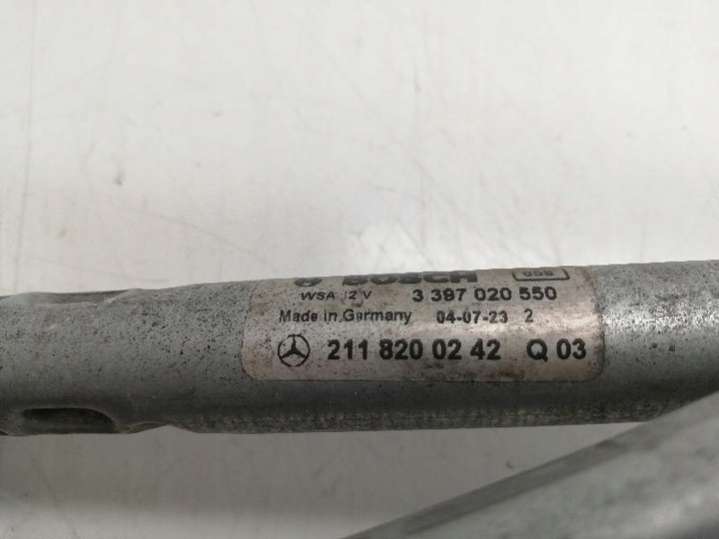 BOSCH
WSA 12 V 3 397 020 550
Made in Germany 04-07-23 2
211 820 02 42 Q 03